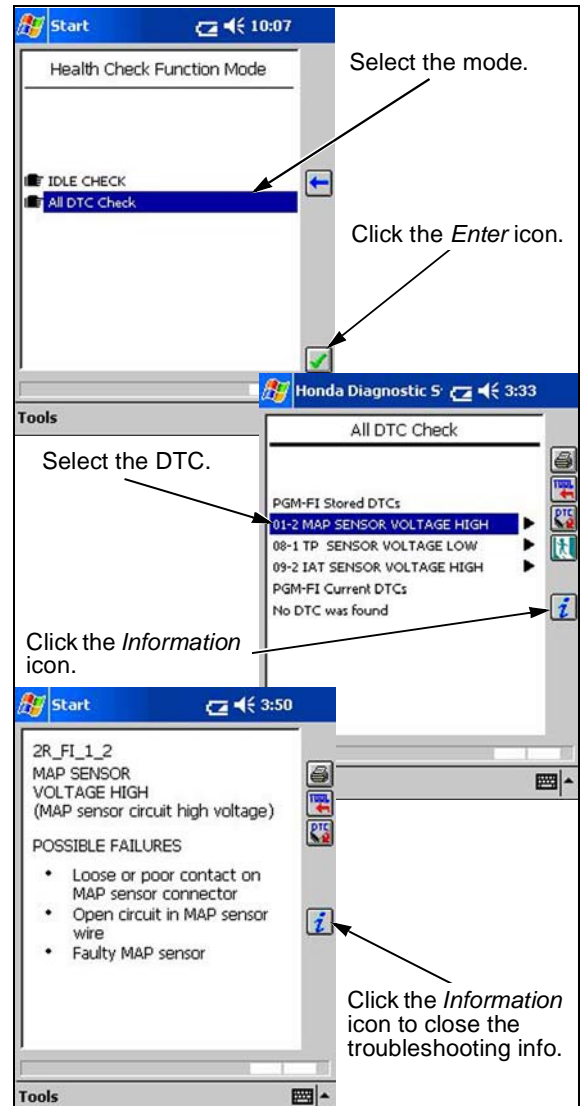 Start 10:07
Health Check Function Mode
Select the mode.
IDLE CHECK
All DTC Check
Click the Enter icon.
Tools
Honda Diagnostic S 3:33
All DTC Check
Select the DTC.
PGM-FI Stored DTCs
01-2 MAP SENSOR VOLTAGE HIGH
08-1 TP SENSOR VOLTAGE LOW
09-2 IAT SENSOR VOLTAGE HIGH
PGM-FI Current DTCs
No DTC was found
TOOL
DTC
i
Click the Information
icon.
Start 3:50
2R_FI_1_2
MAP SENSOR
VOLTAGE HIGH
(MAP sensor circuit high voltage)
POSSIBLE FAILURES
• Loose or poor contact on
MAP sensor connector
• Open circuit in MAP sensor
wire
• Faulty MAP sensor
TOOL
DTC
i
Click the Information
icon to close the
troubleshooting info.
Tools